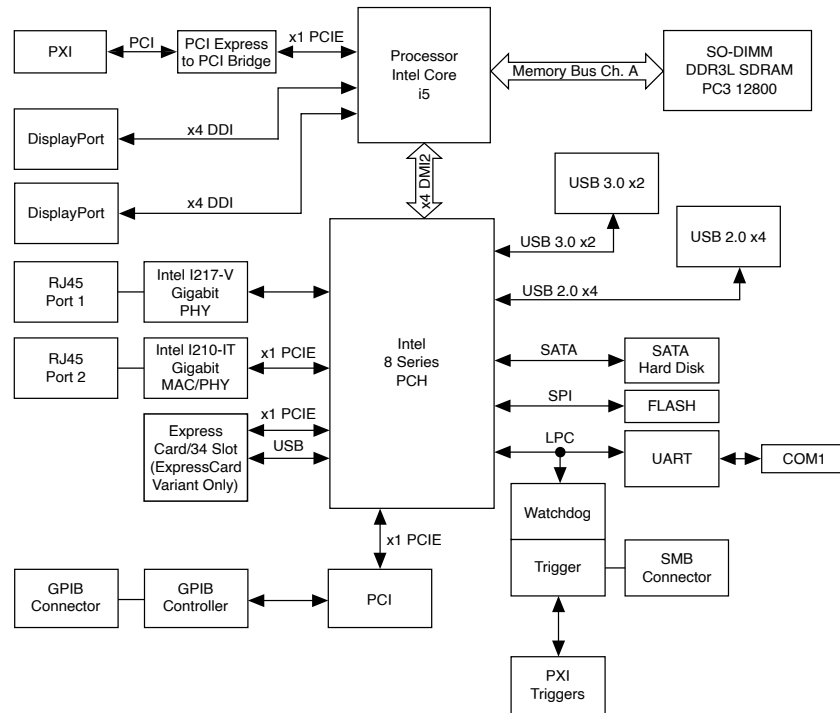 PXI
PCI
PCI Express
to PCI Bridge
x1 PCIE
Processor
Intel Core
i5
Memory Bus Ch. A
SO-DIMM
DDR3L SDRAM
PC3 12800
DisplayPort
x4 DDI
DisplayPort
x4 DDI
x4 DMI2
USB 3.0 x2
USB 3.0 x2
USB 2.0 x4
USB 2.0 x4
RJ45
Port 1
Intel I217-V
Gigabit
PHY
Intel
8 Series
PCH
RJ45
Port 2
Intel I210-IT
Gigabit
MAC/PHY
x1 PCIE
SATA
SATA
Hard Disk
SPI
FLASH
Express
Card/34 Slot
(ExpressCard
Variant Only)
x1 PCIE
USB
LPC
UART
COM1
Watchdog
Trigger
SMB
Connector
x1 PCIE
GPIB
Connector
GPIB
Controller
PCI
PXI
Triggers